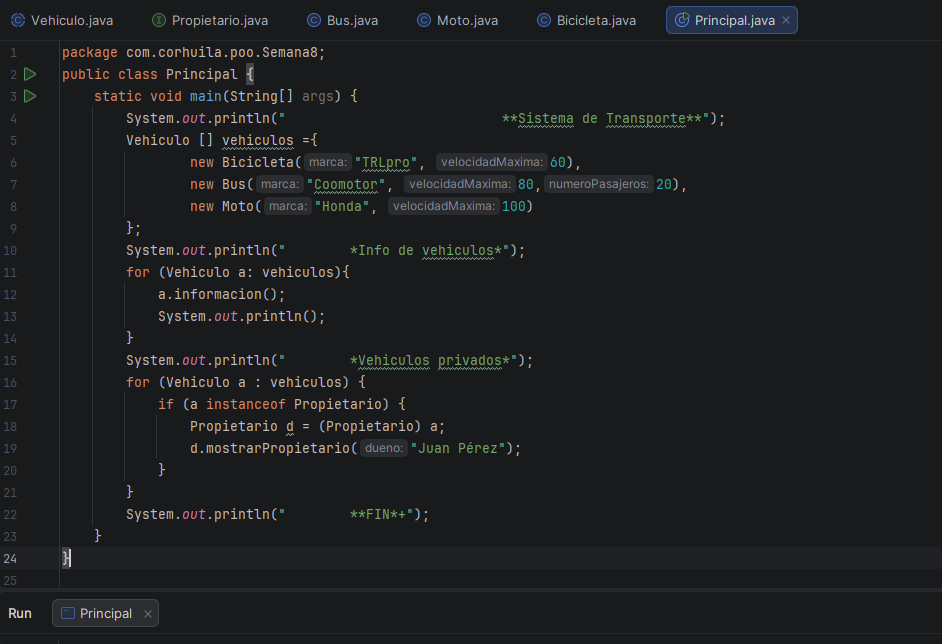 Vehiculo.java Propietario.java Bus.java Moto.java Bicicleta.java Principal.java
1 package com.corhuila.poo.Semana8;
2 public class Principal {
3 static void main(String[] args) {
4 System.out.println("                           **Sistema de Transporte**");
5 Vehiculo [] vehiculos ={
6 new Bicicleta( marca: "TRLpro", velocidadMaxima: 60),
7 new Bus( marca: "Coomotor", velocidadMaxima: 80, numeroPasajeros: 20),
8 new Moto( marca: "Honda", velocidadMaxima: 100)
9 };
10 System.out.println("        *Info de vehiculos*");
11 for (Vehiculo a: vehiculos){
12 a.informacion();
13 System.out.println();
14 }
15 System.out.println("        *Vehiculos privados*");
16 for (Vehiculo a : vehiculos) {
17 if (a instanceof Propietario) {
18 Propietario d = (Propietario) a;
19 d.mostrarPropietario( dueno: "Juan Pérez");
20 }
21 }
22 System.out.println("        **FIN*+");
23 }
24 }
25
Run Principal